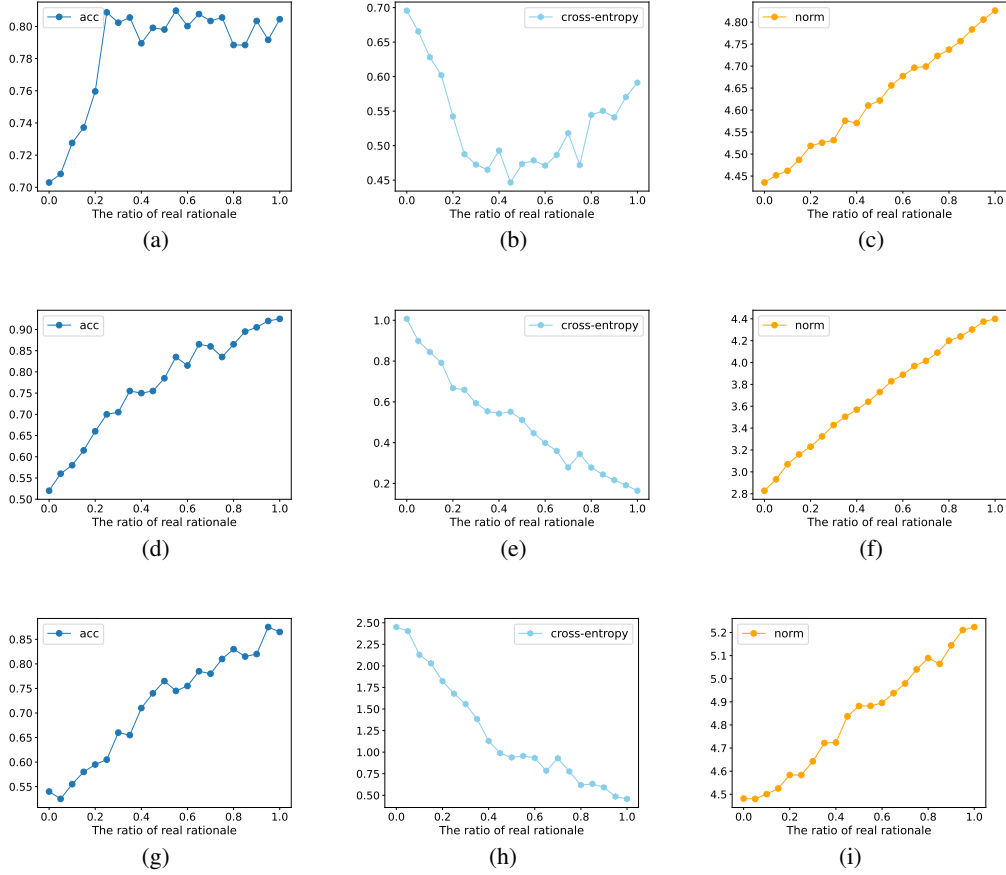 acc
0.80
0.78
0.76
0.74
0.72
0.70
0.0 0.2 0.4 0.6 0.8 1.0
The ratio of real rationale
(a)
cross-entropy
0.70
0.65
0.60
0.55
0.50
0.45
0.0 0.2 0.4 0.6 0.8 1.0
The ratio of real rationale
(b)
norm
4.80
4.75
4.70
4.65
4.60
4.55
4.50
4.45
0.0 0.2 0.4 0.6 0.8 1.0
The ratio of real rationale
(c)
acc
0.90
0.85
0.80
0.75
0.70
0.65
0.60
0.55
0.50
0.0 0.2 0.4 0.6 0.8 1.0
The ratio of real rationale
(d)
cross-entropy
1.0
0.8
0.6
0.4
0.2
0.0 0.2 0.4 0.6 0.8 1.0
The ratio of real rationale
(e)
norm
4.4
4.2
4.0
3.8
3.6
3.4
3.2
3.0
2.8
0.0 0.2 0.4 0.6 0.8 1.0
The ratio of real rationale
(f)
acc
0.85
0.80
0.75
0.70
0.65
0.60
0.55
0.0 0.2 0.4 0.6 0.8 1.0
The ratio of real rationale
(g)
cross-entropy
2.50
2.25
2.00
1.75
1.50
1.25
1.00
0.75
0.50
0.0 0.2 0.4 0.6 0.8 1.0
The ratio of real rationale
(h)
norm
5.2
5.1
5.0
4.9
4.8
4.7
4.6
4.5
0.0 0.2 0.4 0.6 0.8 1.0
The ratio of real rationale
(i)